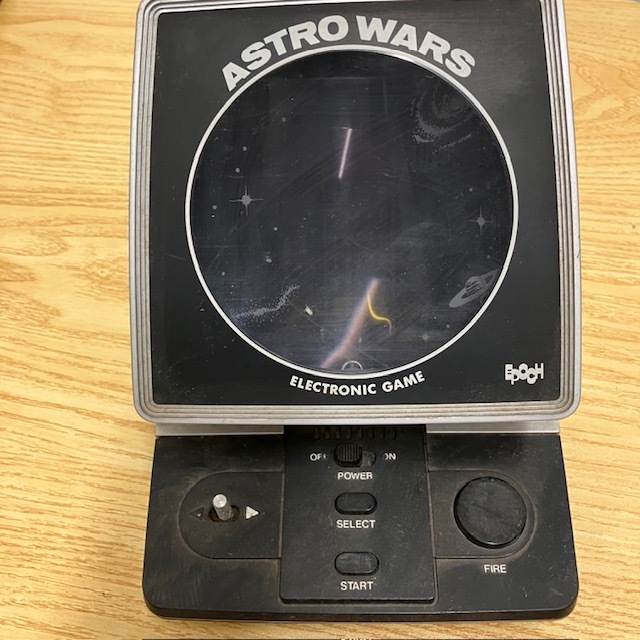 ASTRO WARS
ELECTRONIC GAME
EPOCH
OFF ON
POWER
SELECT
START
FIRE